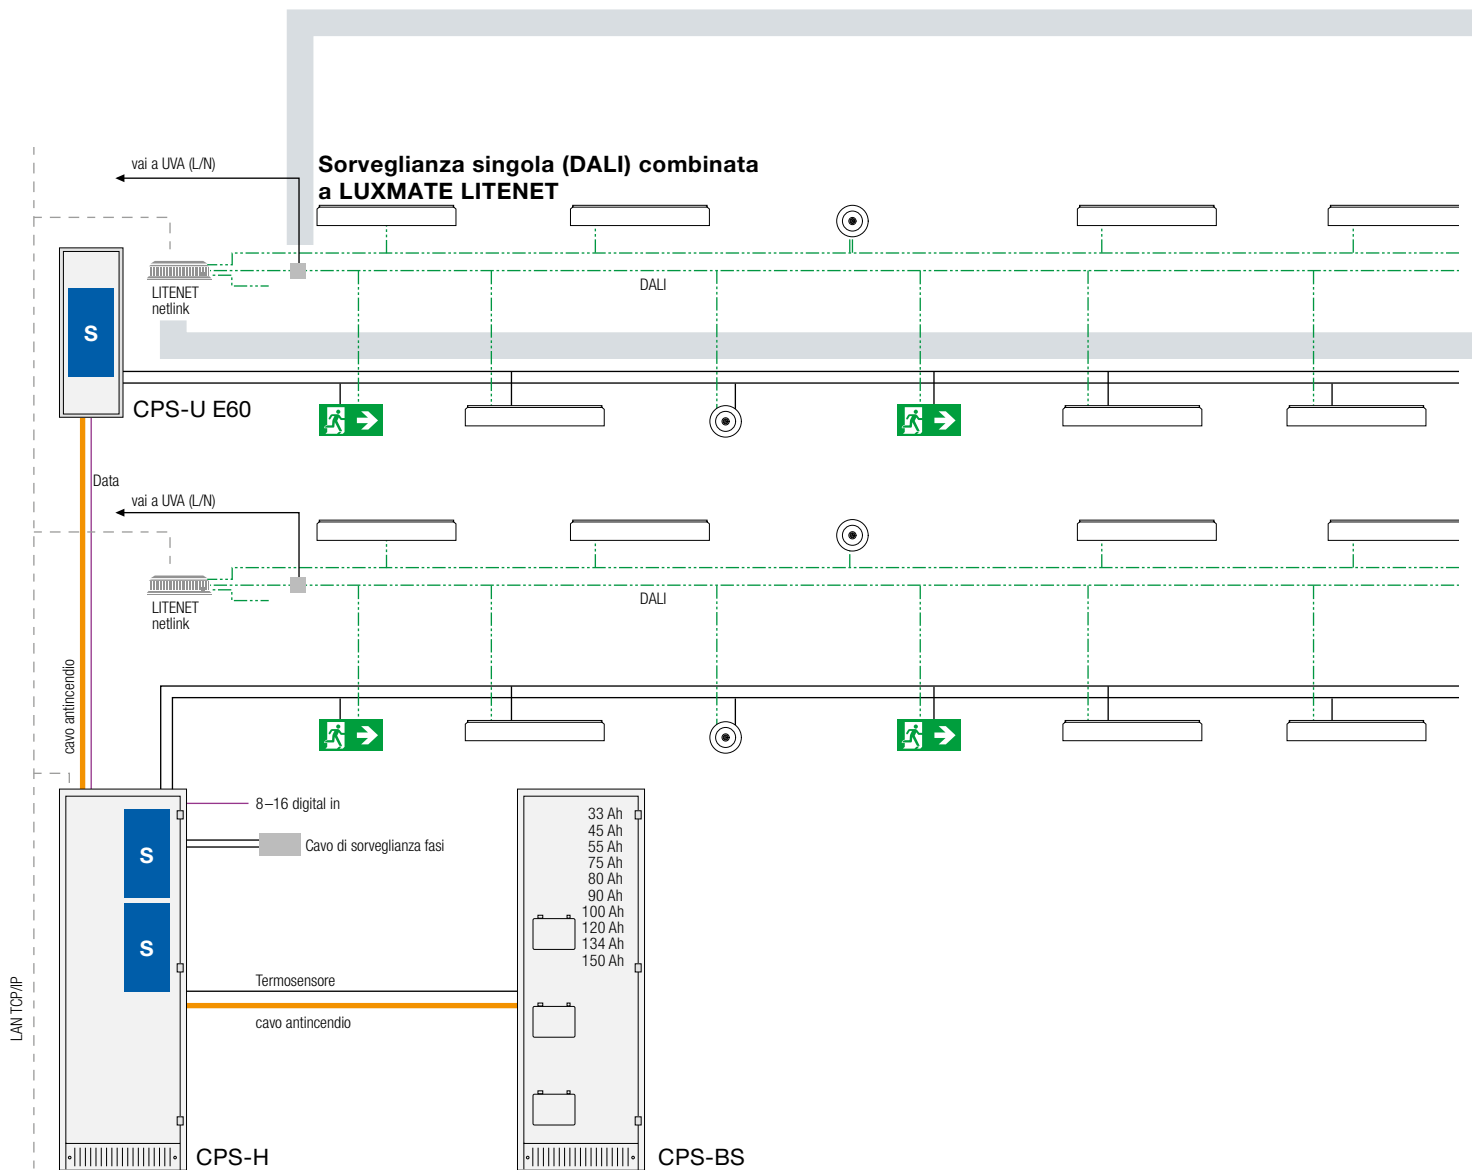 vai a UVA (L/N)
Sorveglianza singola (DALI) combinata
a LUXMATE LITENET
LITENET
netlink
DALI
S
CPS-U E60
Data
vai a UVA (L/N)
LITENET
netlink
DALI
cavo antincendio
8–16 digital in
Cavo di sorveglianza fasi
S
S
33 Ah
45 Ah
55 Ah
75 Ah
80 Ah
90 Ah
100 Ah
120 Ah
134 Ah
150 Ah
Termosensore
cavo antincendio
LAN TCP/IP
CPS-H
CPS-BS